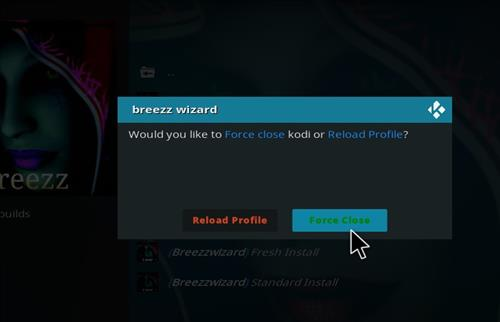 breezz wizard
Would you like to Force close kodi or Reload Profile?
Reload Profile
Force Close
reezz
builds
(Breezzwizard) Fresh Install
(Breezzwizard) Standard Install
..